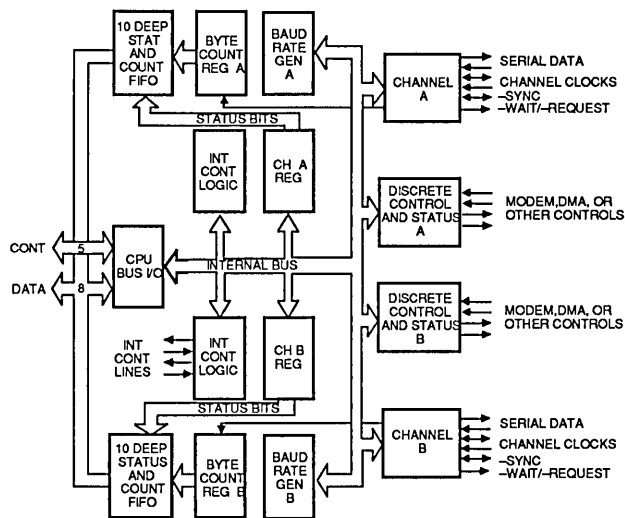 10 DEEP
STAT
AND
COUNT
FIFO
BYTE
COUNT
REG A
BAUD
RATE
GEN
A
CHANNEL
A
SERIAL DATA
CHANNEL CLOCKS
–SYNC
–WAIT/–REQUEST
STATUS BITS
INT
CONT
LOGIC
CH A
REG
DISCRETE
CONTROL
AND STATUS
A
MODEM,DMA, OR
OTHER CONTROLS
CONT
5
DATA
8
CPU
BUS I/O
INTERNAL BUS
DISCRETE
CONTROL
AND STATUS
B
MODEM,DMA, OR
OTHER CONTROLS
INT
CONT
LINES
INT
CONT
LOGIC
CH B
REG
STATUS BITS
10 DEEP
STATUS
AND
COUNT
FIFO
BYTE
COUNT
REG B
BAUD
RATE
GEN B
CHANNEL
B
SERIAL DATA
CHANNEL CLOCKS
–SYNC
–WAIT/–REQUEST